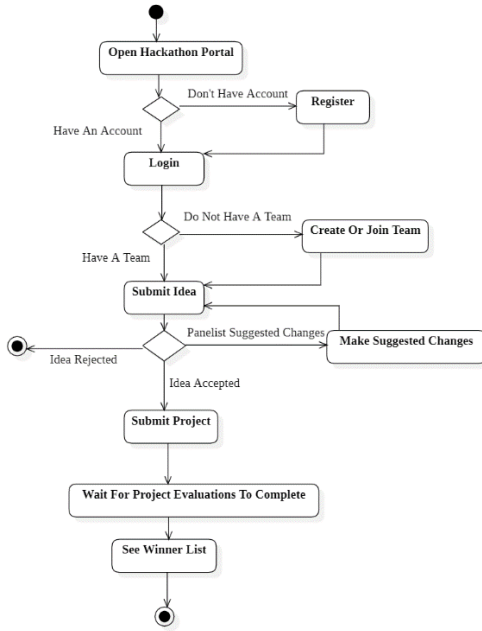 Open Hackathon Portal
Don't Have Account
Register
Have An Account
Login
Do Not Have A Team
Create Or Join Team
Have A Team
Submit Idea
Panelist Suggested Changes
Make Suggested Changes
Idea Rejected
Idea Accepted
Submit Project
Wait For Project Evaluations To Complete
See Winner List